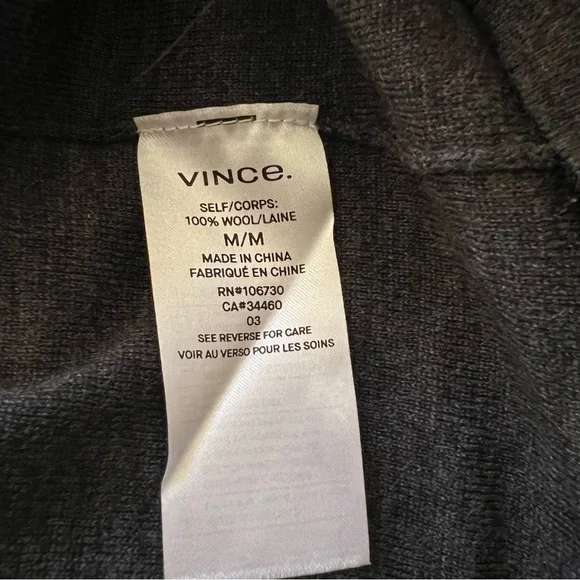 VINCe.
SELF/CORPS:
100% WOOL/LAINE
M/M
MADE IN CHINA
FABRIQUÉ EN CHINE
RN#106730
CA#34460
03
SEE REVERSE FOR CARE
VOIR AU VERSO POUR LES SOINS